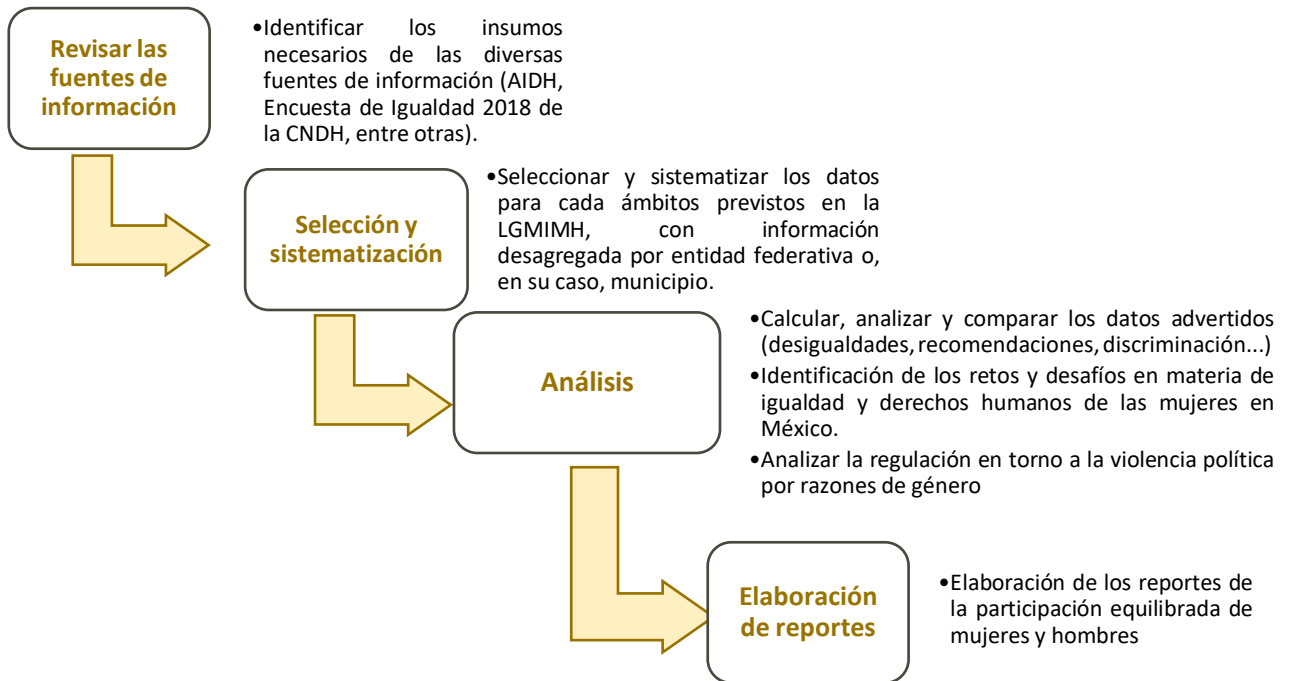 Revisar las
fuentes de
información
•Identificar los insumos
necesarios de las diversas
fuentes de información (AIDH,
Encuesta de Igualdad 2018 de
la CNDH, entre otras).
Selección y
sistematización
•Seleccionar y sistematizar los datos
para cada ámbitos previstos en la
LGMIMH, con información
desagregada por entidad federativa o,
en su caso, municipio.
Análisis
•Calcular, analizar y comparar los datos advertidos
(desigualdades, recomendaciones, discriminación...)
•Identificación de los retos y desafíos en materia de
igualdad y derechos humanos de las mujeres en
México.
•Analizar la regulación en torno a la violencia política
por razones de género
Elaboración
de reportes
•Elaboración de los reportes de
la participación equilibrada de
mujeres y hombres